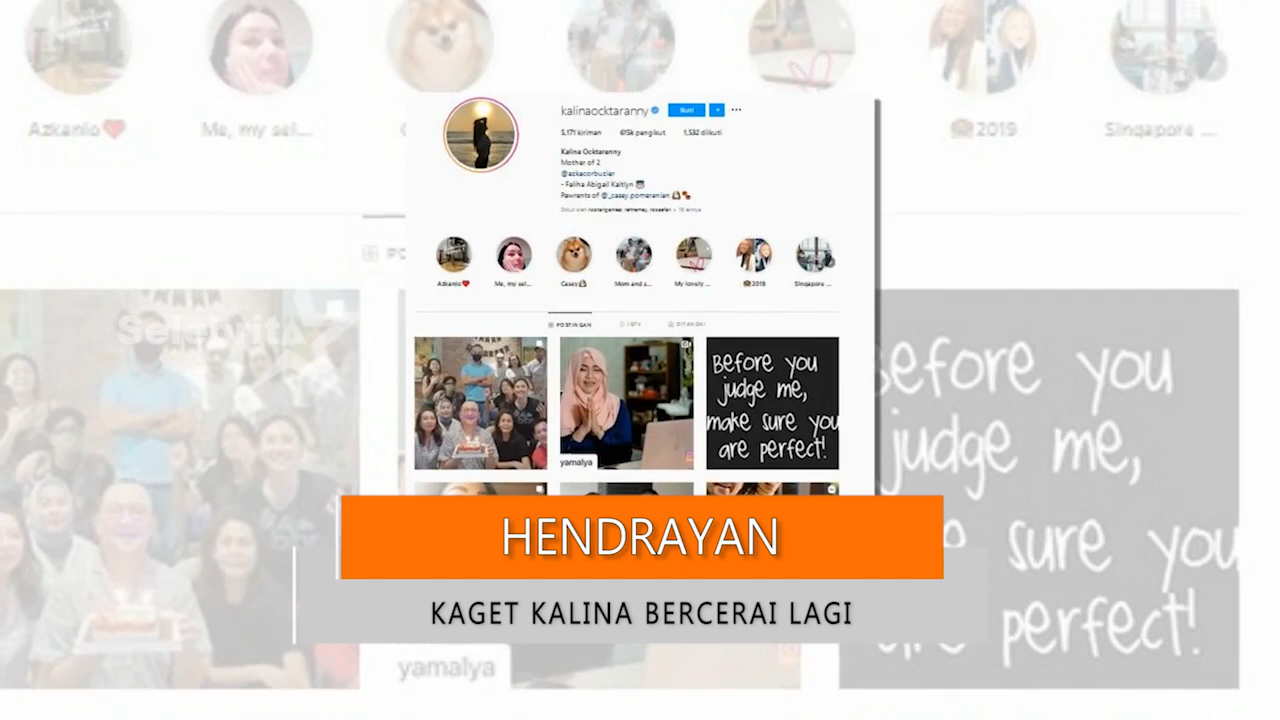 Azkanio❤️
Me, my sel...
2019
Singapore ...
kalinaocktaranny
Ikuti
5,171 kiriman 615k pengikut 1,532 diikuti
Kalina Ocktaranny
Mother of 2
@azkacorbuzier
- Faliha Abigail Kaitlyn
Pawrents of @_casey.pomeranian
Azkanio❤️ Me, my sel... Casey Mom and s... My lovely ... 2019 Singapore ...
POSTINGAN IGTV DITANDAI
Selebrita
Before you
judge me,
make sure you
are perfect!
yamalya
Before you
judge me,
sure you
perfect!
yamalya
HENDRAYAN
KAGET KALINA BERCERAI LAGI